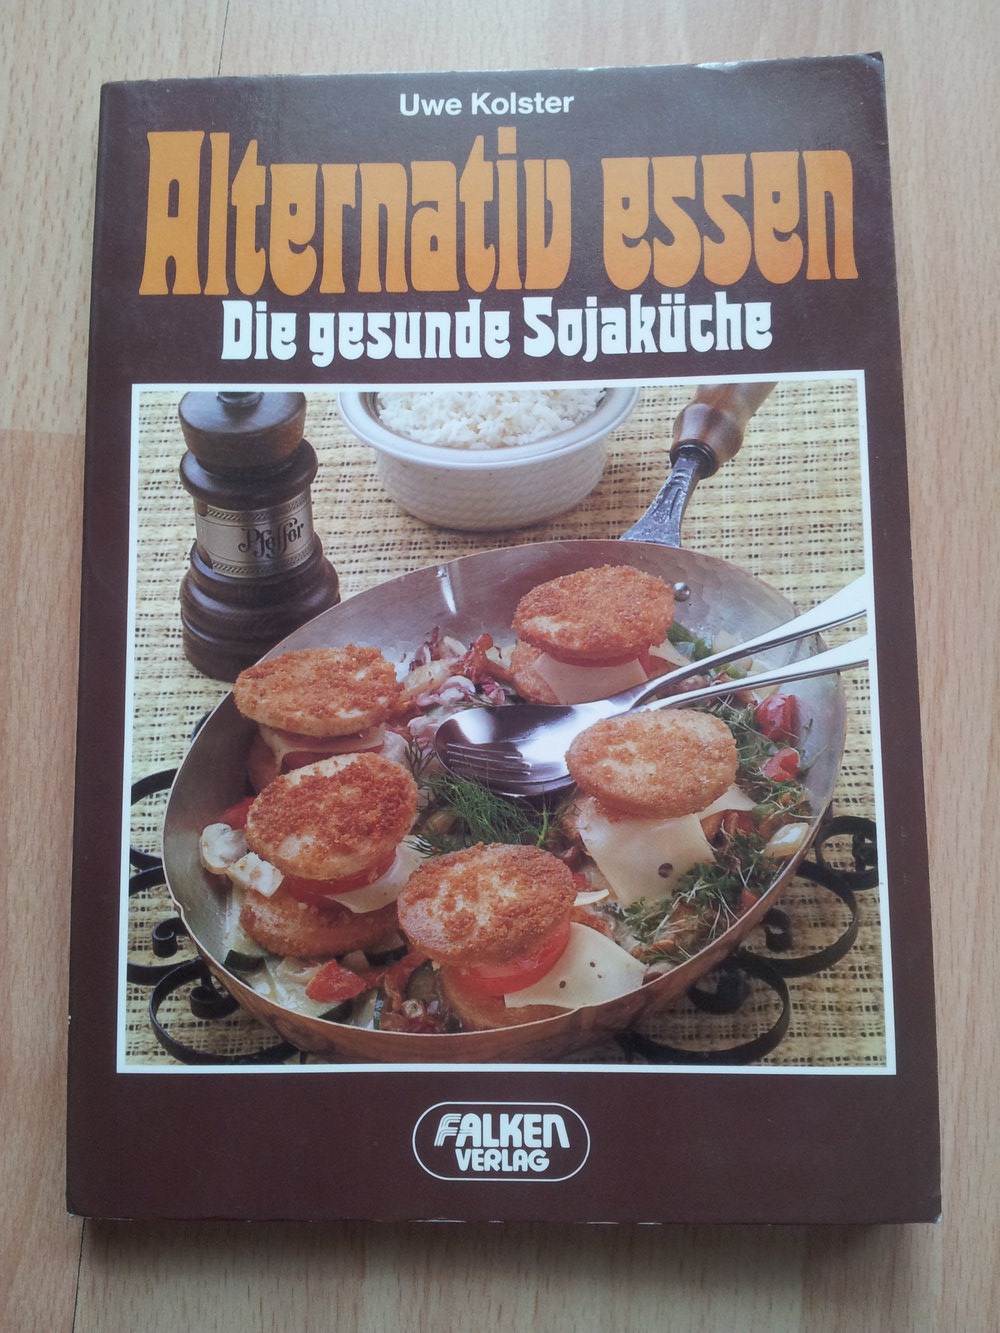 Uwe Kolster
Alternativ essen
Die gesunde Sojaküche
Pfeffer
FALKEN
VERLAG